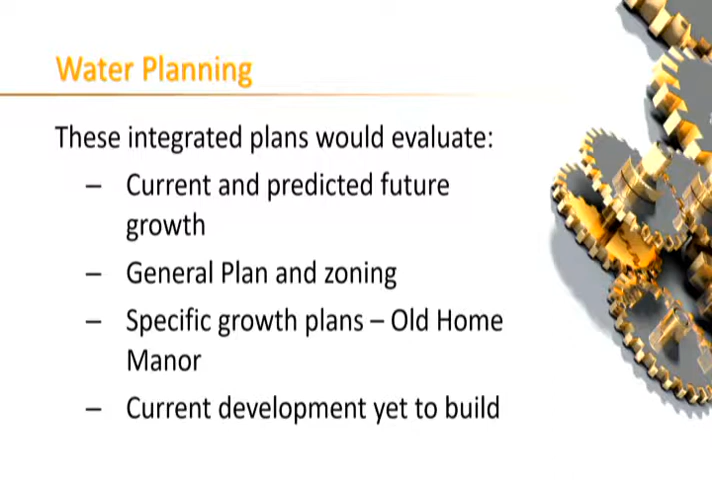 Water Planning
These integrated plans would evaluate:
– Current and predicted future
growth
– General Plan and zoning
– Specific growth plans – Old Home
Manor
– Current development yet to build